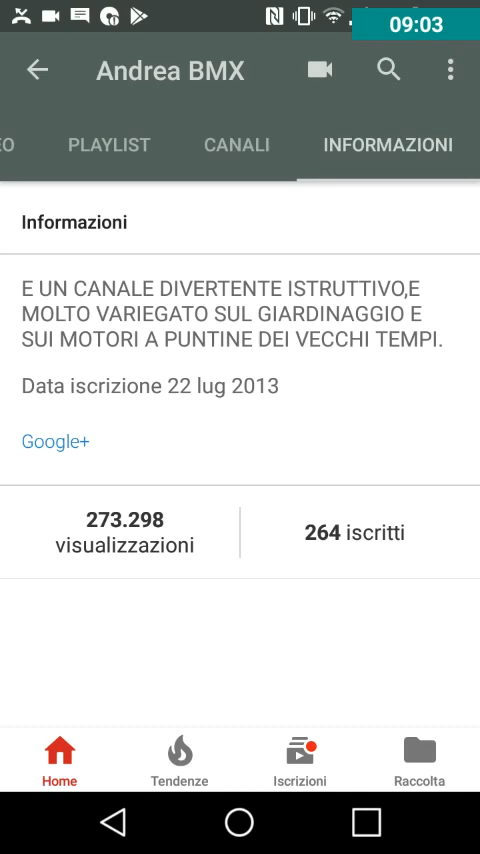 09:03
Andrea BMX
EO
PLAYLIST
CANALI
INFORMAZIONI
Informazioni
E UN CANALE DIVERTENTE ISTRUTTIVO,E
MOLTO VARIEGATO SUL GIARDINAGGIO E
SUI MOTORI A PUNTINE DEI VECCHI TEMPI.
Data iscrizione 22 lug 2013
Google+
273.298
visualizzazioni
264 iscritti
Home
Tendenze
Iscrizioni
Raccolta